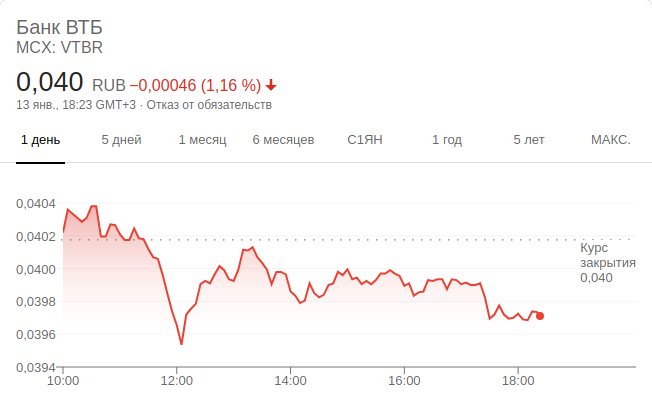 Банк ВТБ
MCX: VTBR
0,040 RUB −0,00046 (1,16 %)
13 янв., 18:23 GMT+3 · Отказ от обязательств
1 день 5 дней 1 месяц 6 месяцев С1ЯН 1 год 5 лет МАКС.
0,0404
0,0402
0,0400
0,0398
0,0396
0,0394
Курс
закрытия
0,040
10:00 12:00 14:00 16:00 18:00